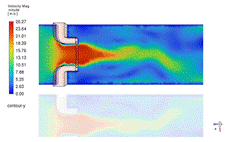 Velocity Mag
nitude
[ m s ]
26.27
23.64
21.01
18.39
15.76
13.13
10.51
7.88
5.25
2.63
0.00
contour-y